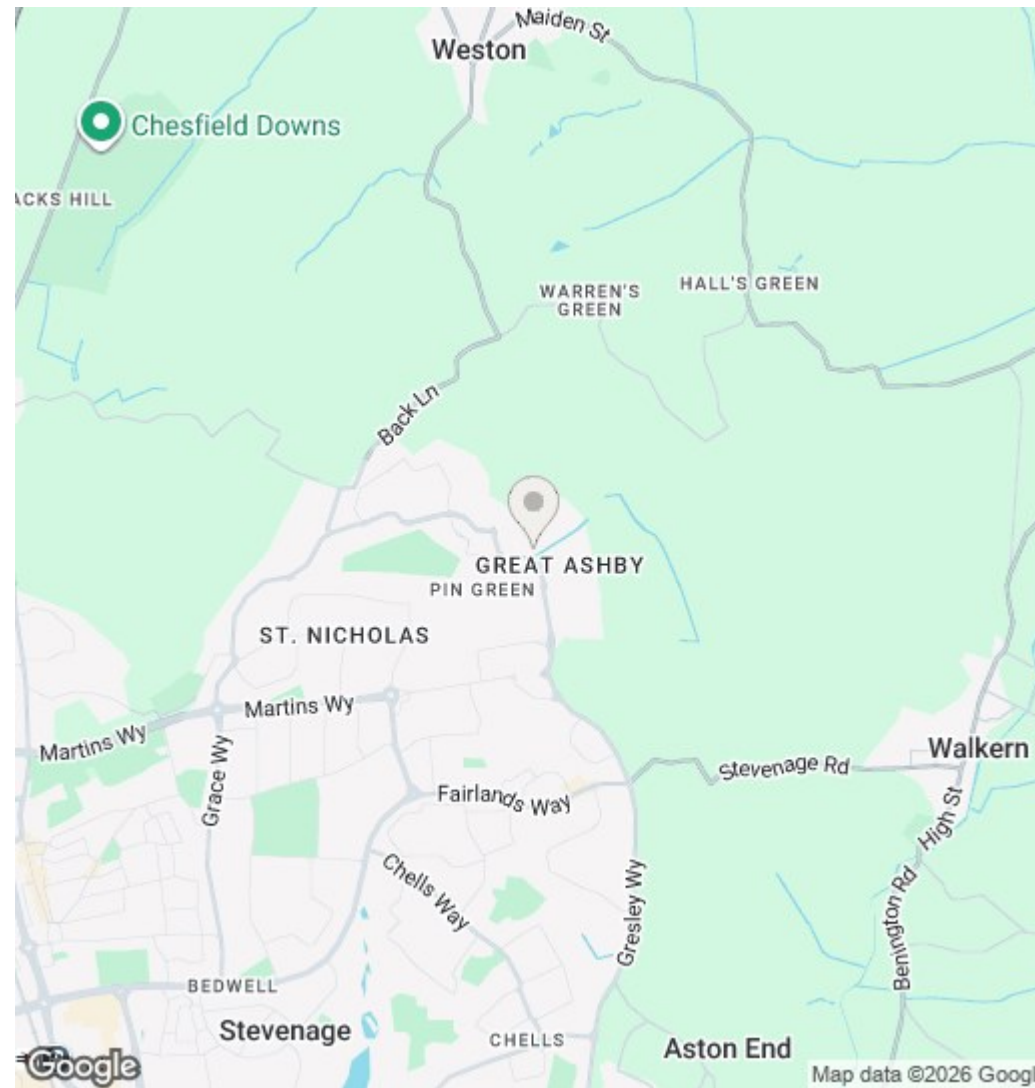 Maiden St
Weston
Chesfield Downs
ACKS HILL
WARREN'S
GREEN
HALL'S GREEN
Back Ln
GREAT ASHBY
PIN GREEN
ST. NICHOLAS
Martins Wy
Martins Wy
Grace Wy
Stevenage Rd
Walkern
Fairlands Way
High St
Chells Way
Gresley Wy
Benington Rd
BEDWELL
Stevenage
CHELLS
Aston End
Google
Map data ©2026 Googl